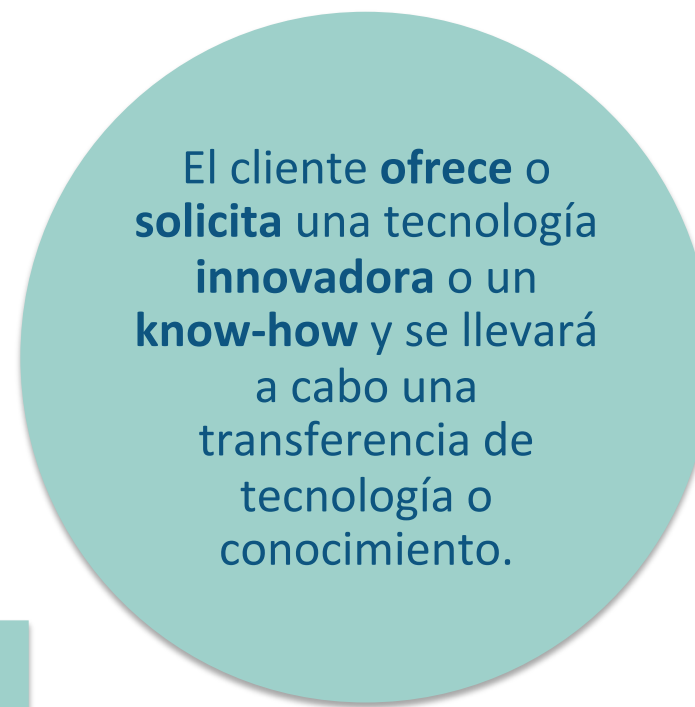 El cliente ofrece o
solicita una tecnología
innovadora o un
know-how y se llevará
a cabo una
transferencia de
tecnología o
conocimiento.